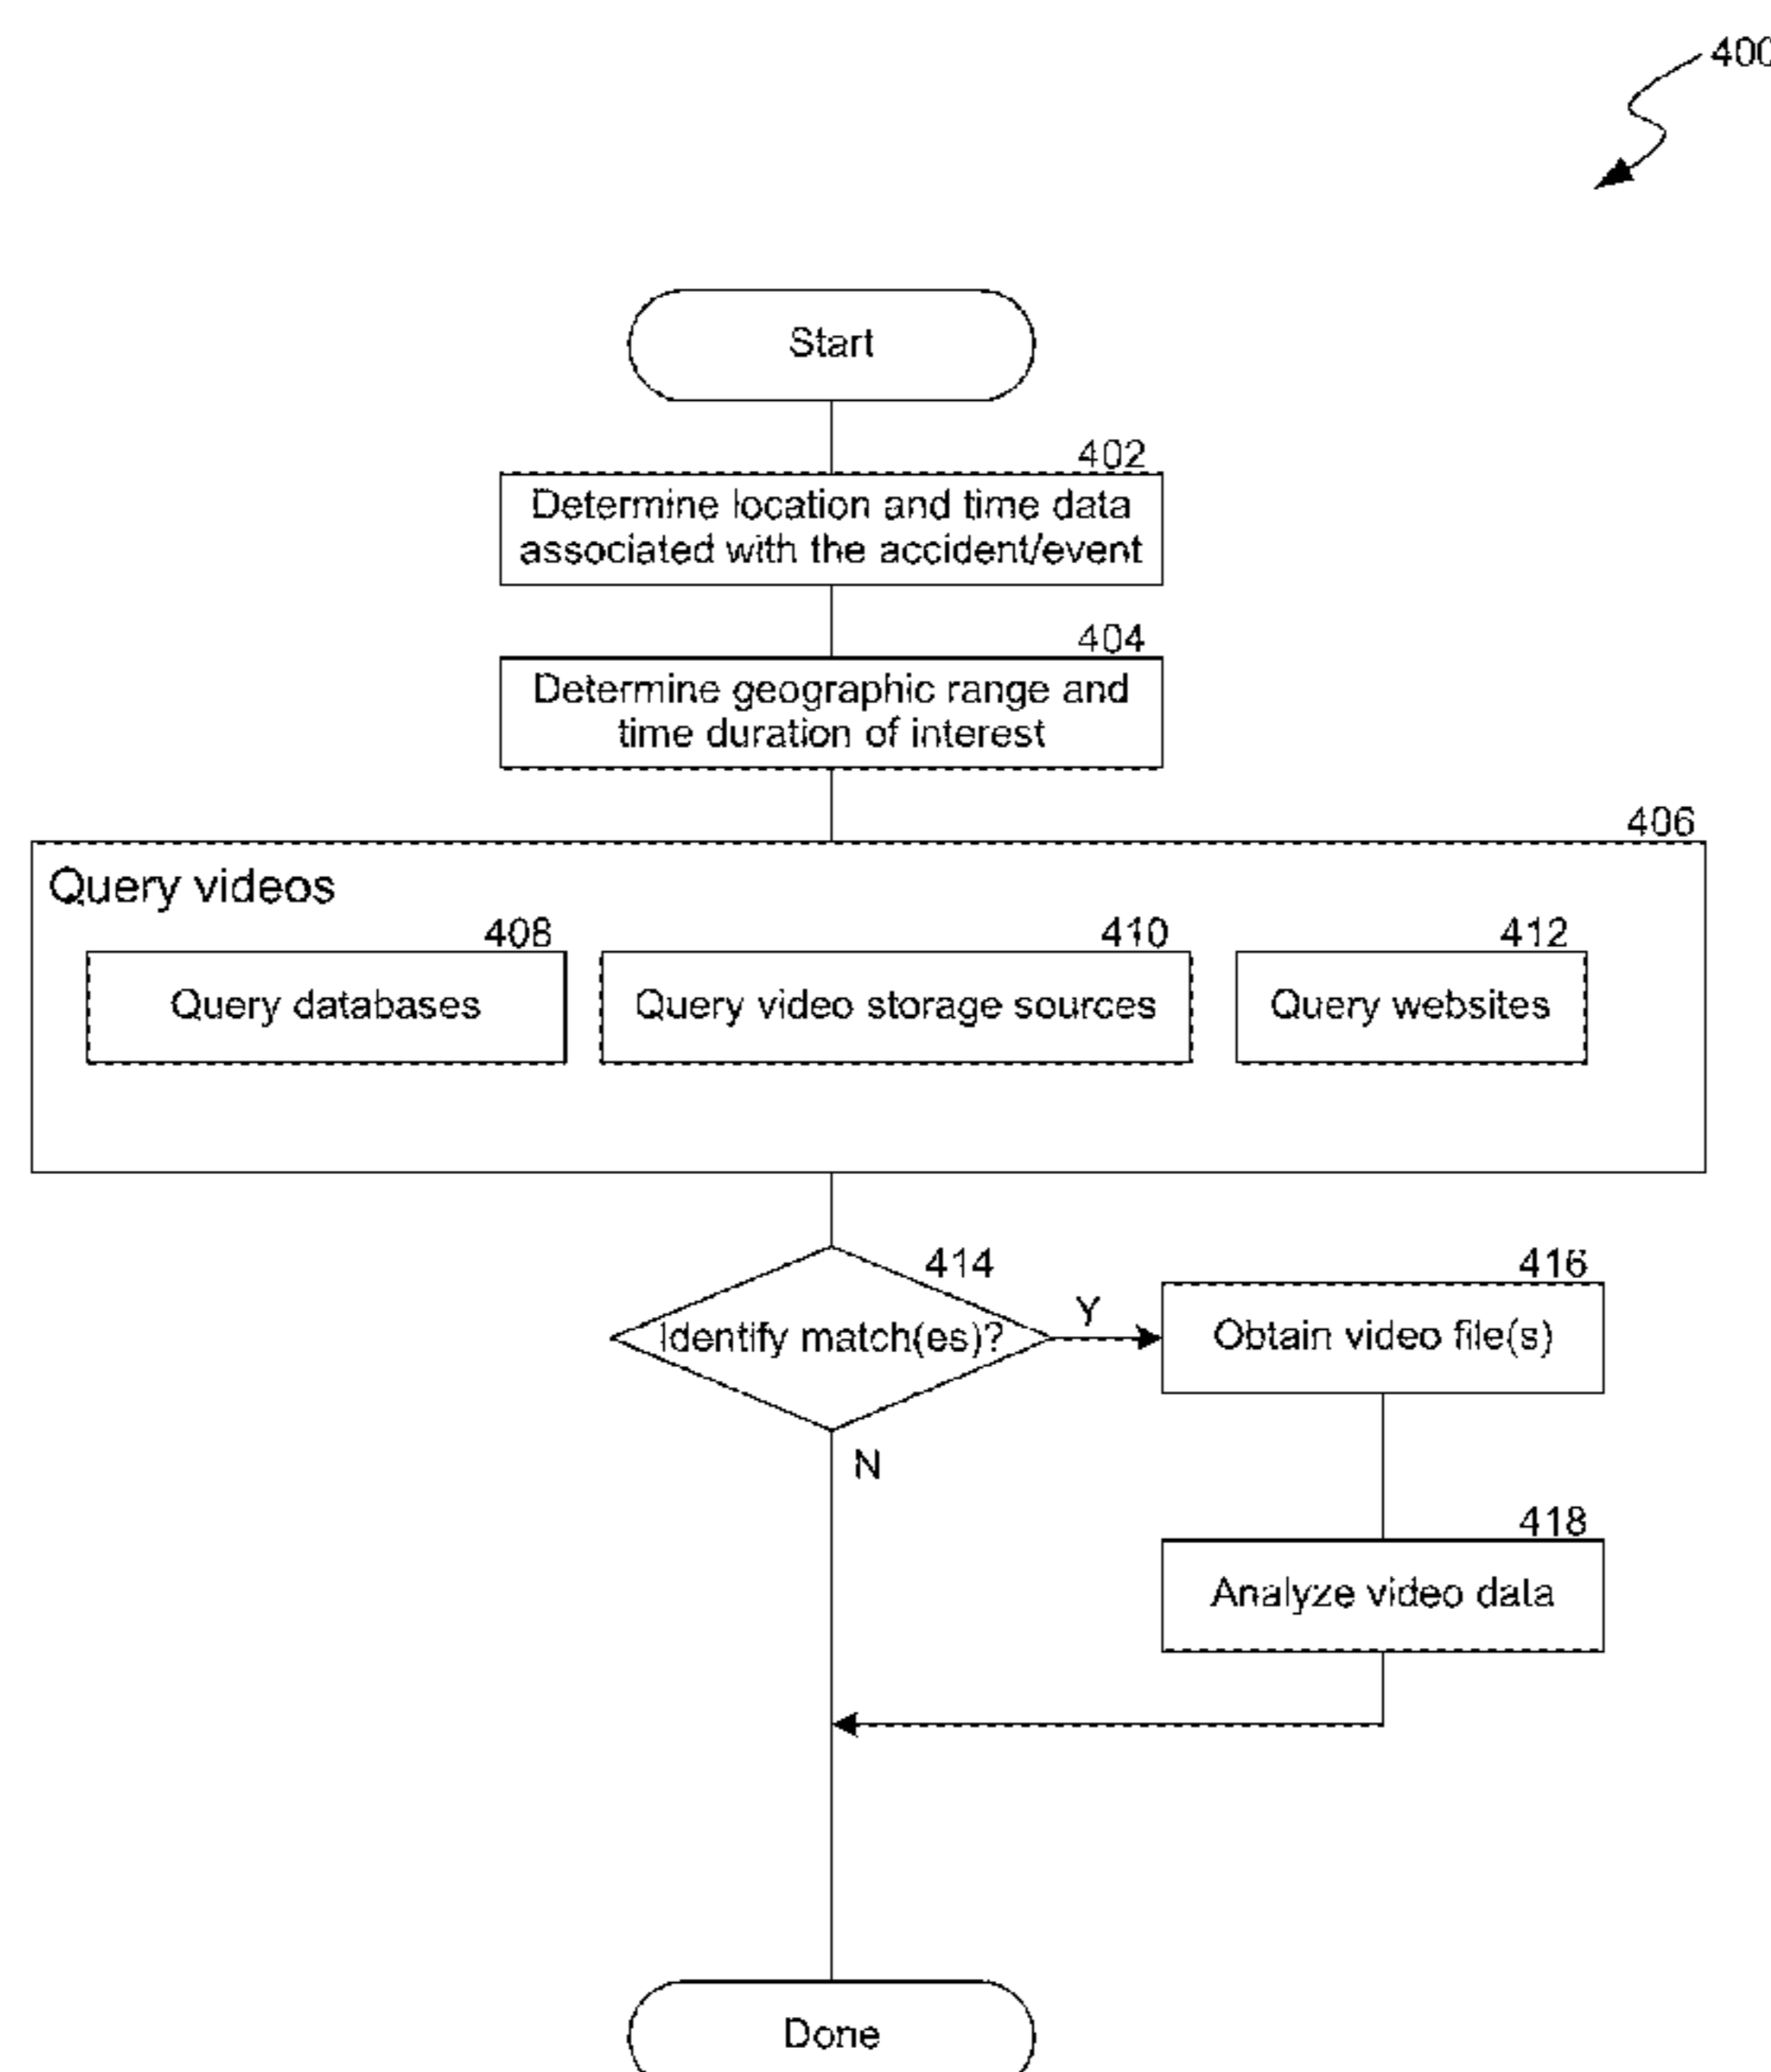 400
Start
402
Determine location and time data
associated with the accident/event
404
Determine geographic range and
time duration of interest
406
Query videos
408
Query databases
410
Query video storage sources
412
Query websites
414
Identify match(es)?
Y
416
Obtain video file(s)
N
418
Analyze video data
Done